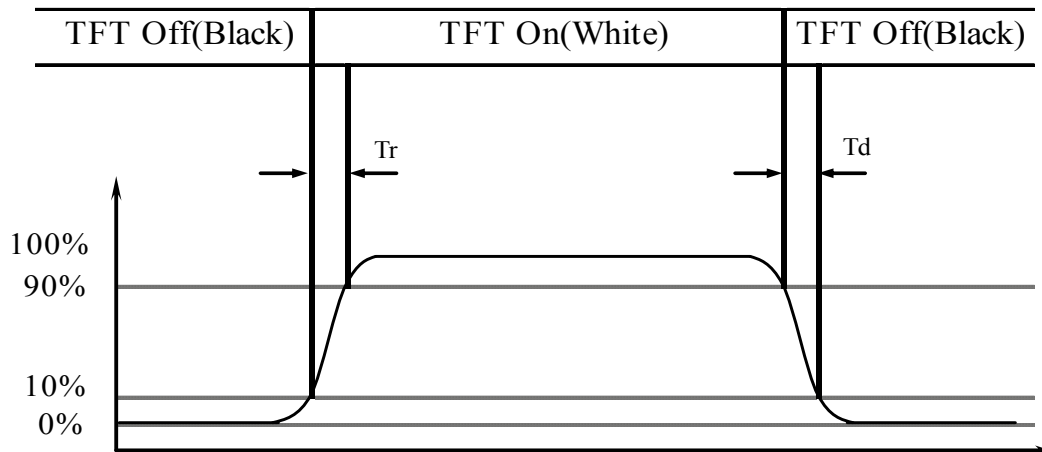 TFT Off(Black) TFT On(White) TFT Off(Black)
Tr Td
100%
90%
10%
0%